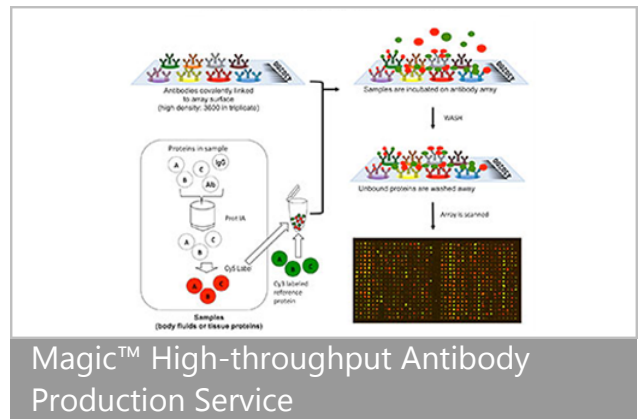 Antibodies covalently linked
to array surface
(high density: 3600 in triplicate)
Samples are incubated on antibody array
WASH
Unbound proteins are washed away
Array is scanned
Proteins in sample
A
B
C
IgG
Alb
Prot IA
A
B
C
Cy5 Label
A
B
C
Samples
(body fluids or tissue proteins)
A
B
C
Cy3 labeled
reference
protein
Magic™ High-throughput Antibody
Production Service